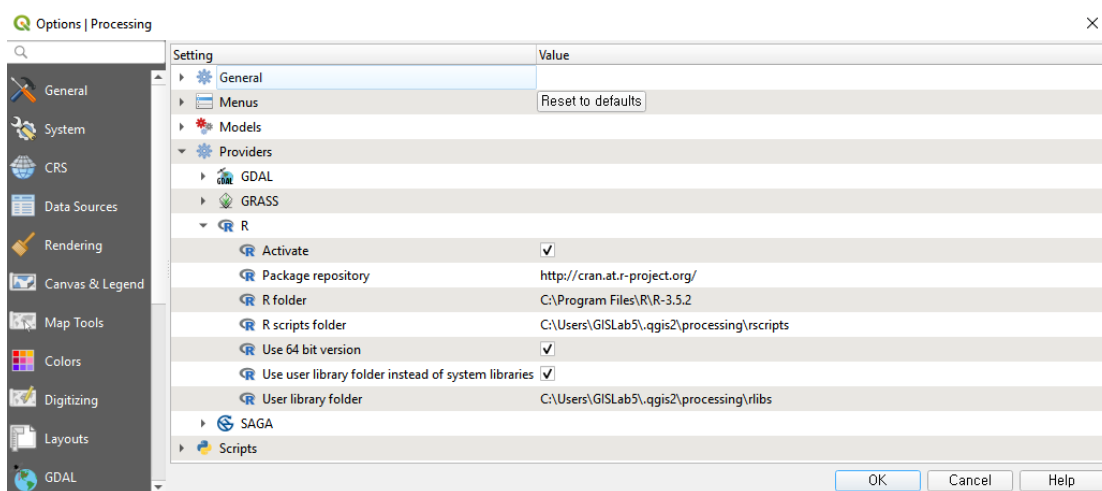 Options | Processing
General
System
CRS
Data Sources
Rendering
Canvas & Legend
Map Tools
Colors
Digitizing
Layouts
GDAL
Setting Value
General
Menus Reset to defaults
Models
Providers
GDAL
GRASS
R
Activate
Package repository http://cran.at.r-project.org/
R folder C:\Program Files\R\R-3.5.2
R scripts folder C:\Users\GISLab5\.qgis2\processing\rscripts
Use 64 bit version
Use user library folder instead of system libraries
User library folder C:\Users\GISLab5\.qgis2\processing\rlibs
SAGA
Scripts
OK Cancel Help